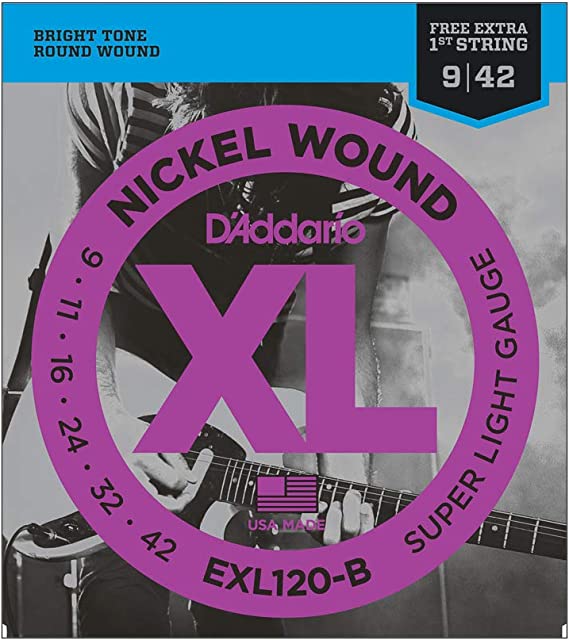 BRIGHT TONE
ROUND WOUND
FREE EXTRA
1ST STRING
9|42
NICKEL WOUND
D'Addario
XL
9 · 11 · 16 · 24 · 32 · 42
SUPER LIGHT GAUGE
USA MADE
EXL120-B